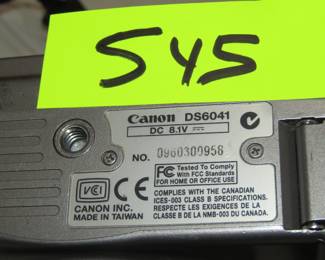 S45
Canon DS6041
DC 8.1V
NO. 0960300956
FC Tested To Comply
With FCC Standards
FOR HOME OR OFFICE USE
VCI CE
COMPLIES WITH THE CANADIAN
ICES-003 CLASS B SPECIFICATIONS.
RESPECTE LES EXIGENCES DE LA
CLASSE B DE LA NMB-003 DU CANADA.
CANON INC.
MADE IN TAIWAN